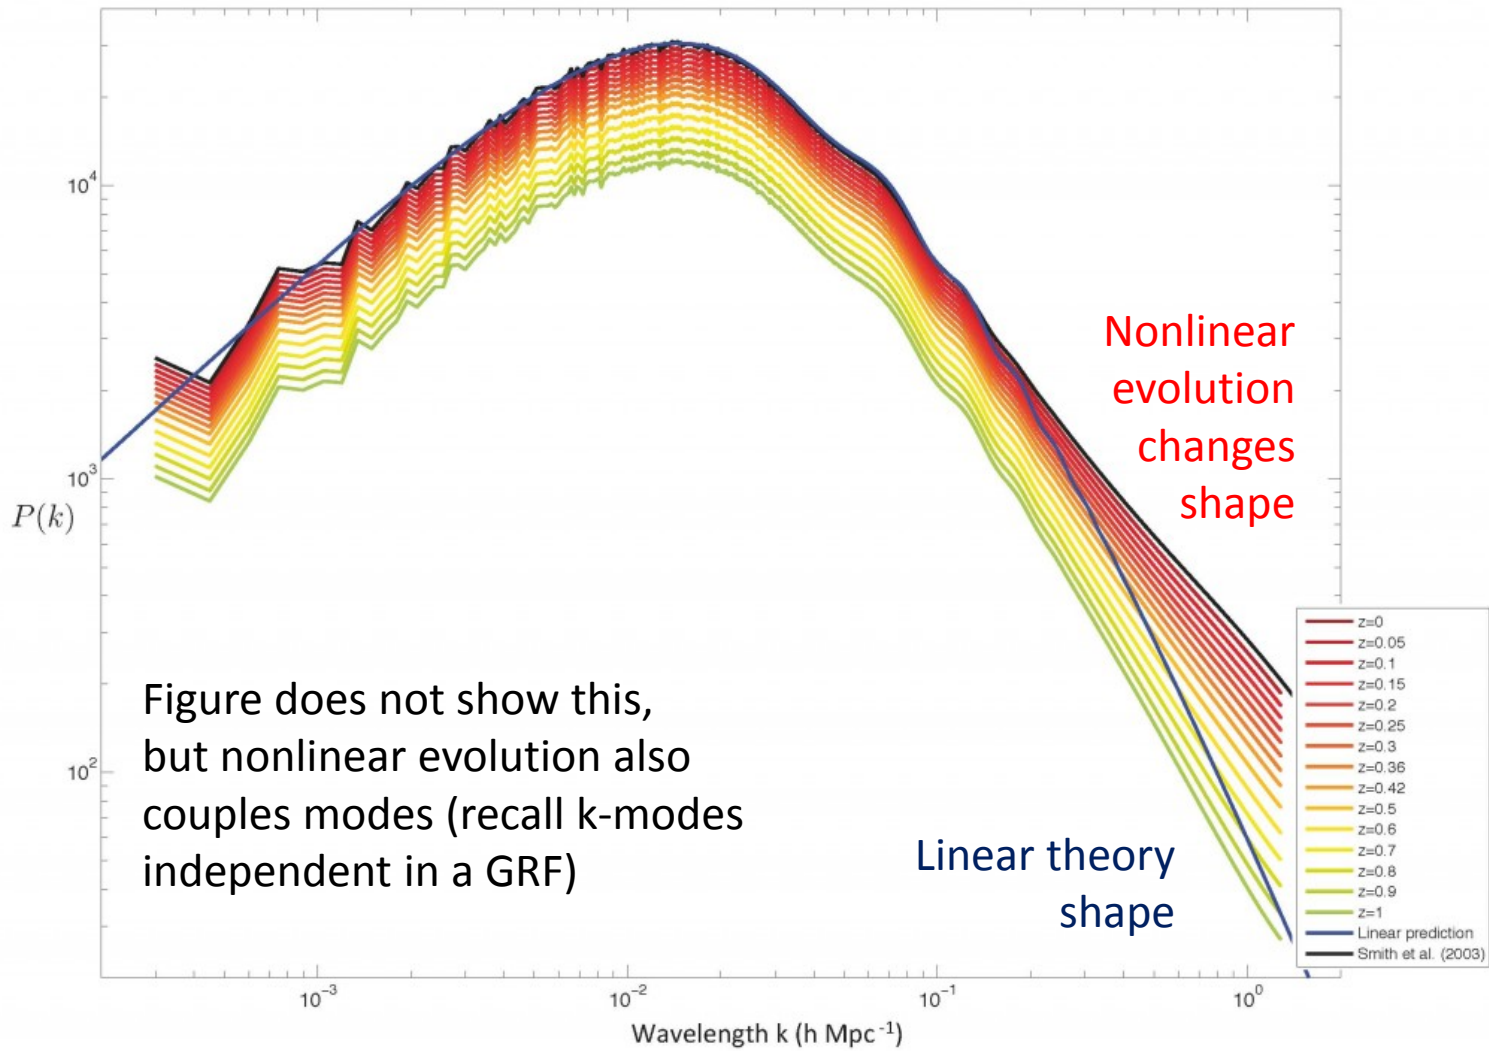 10⁴
10³
10²
P(k)
Nonlinear
evolution
changes
shape
Figure does not show this,
but nonlinear evolution also
couples modes (recall k-modes
independent in a GRF)
Linear theory
shape
z=0
z=0.05
z=0.1
z=0.15
z=0.2
z=0.25
z=0.3
z=0.36
z=0.42
z=0.5
z=0.6
z=0.7
z=0.8
z=0.9
z=1
Linear prediction
Smith et al. (2003)
10⁻³ 10⁻² 10⁻¹ 10⁰
Wavelength k (h Mpc⁻¹)